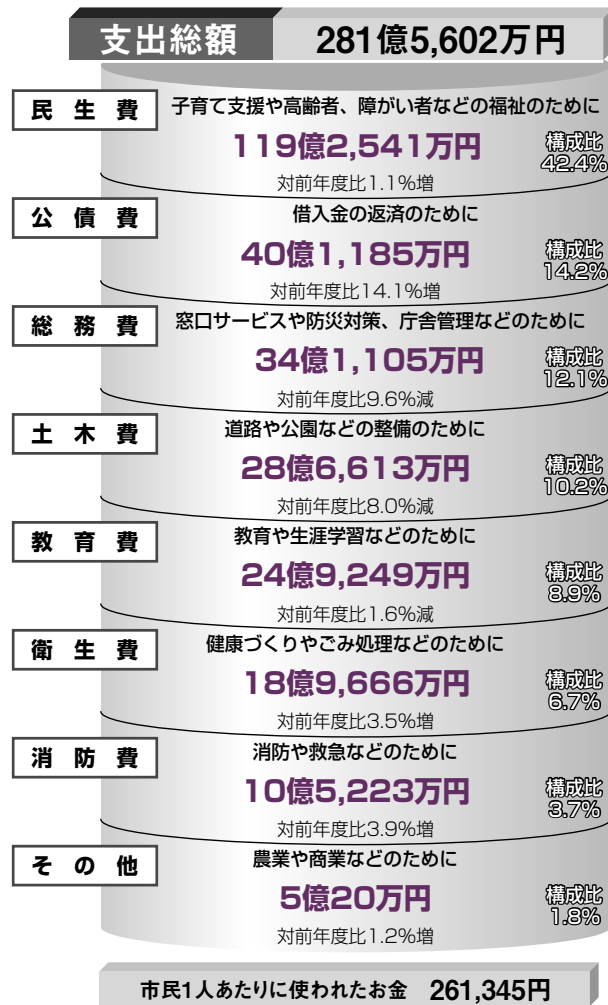 支出総額 281億5,602万円
民生費 子育て支援や高齢者、障がい者などの福祉のために
119億2,541万円 構成比
42.4%
対前年度比1.1%増
公債費 借入金の返済のために
40億1,185万円 構成比
14.2%
対前年度比14.1%増
総務費 窓口サービスや防災対策、庁舎管理などのために
34億1,105万円 構成比
12.1%
対前年度比9.6%減
土木費 道路や公園などの整備のために
28億6,613万円 構成比
10.2%
対前年度比8.0%減
教育費 教育や生涯学習などのために
24億9,249万円 構成比
8.9%
対前年度比1.6%減
衛生費 健康づくりやごみ処理などのために
18億9,666万円 構成比
6.7%
対前年度比3.5%増
消防費 消防や救急などのために
10億5,223万円 構成比
3.7%
対前年度比3.9%増
その他 農業や商業などのために
5億20万円 構成比
1.8%
対前年度比1.2%増
市民1人あたりに使われたお金 261,345円